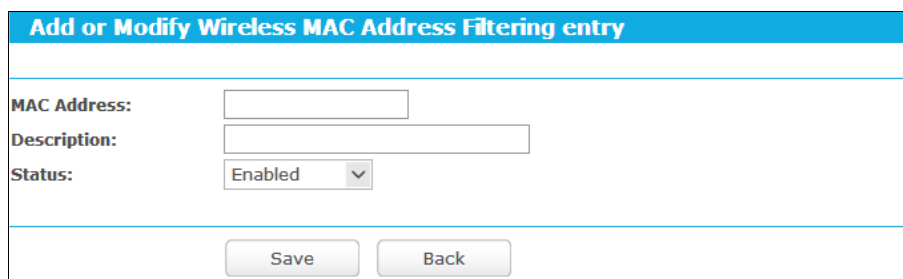 Add or Modify Wireless MAC Address Filtering entry
MAC Address:
Description:
Status: Enabled
Save Back